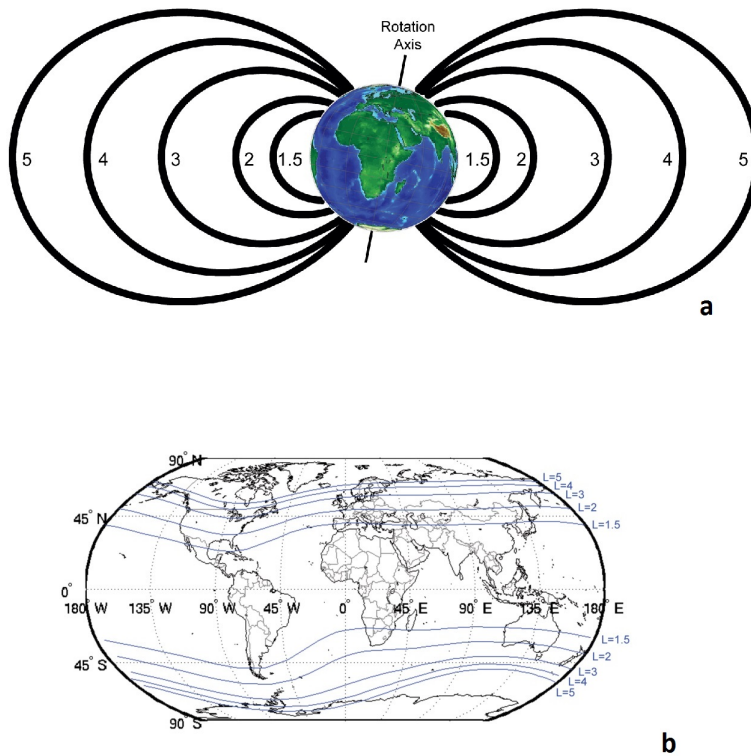 Rotation
Axis
5 4 3 2 1.5 1.5 2 3 4 5
a
90° N
L=5
L=4
L=3
45° N
L=2
L=1.5
0°
180° W 135° W 90° W 45° W 0° 45° E 90° E 135° E 180° E
L=1.5
45° S
L=2
L=3
L=4
L=5
90° S
b